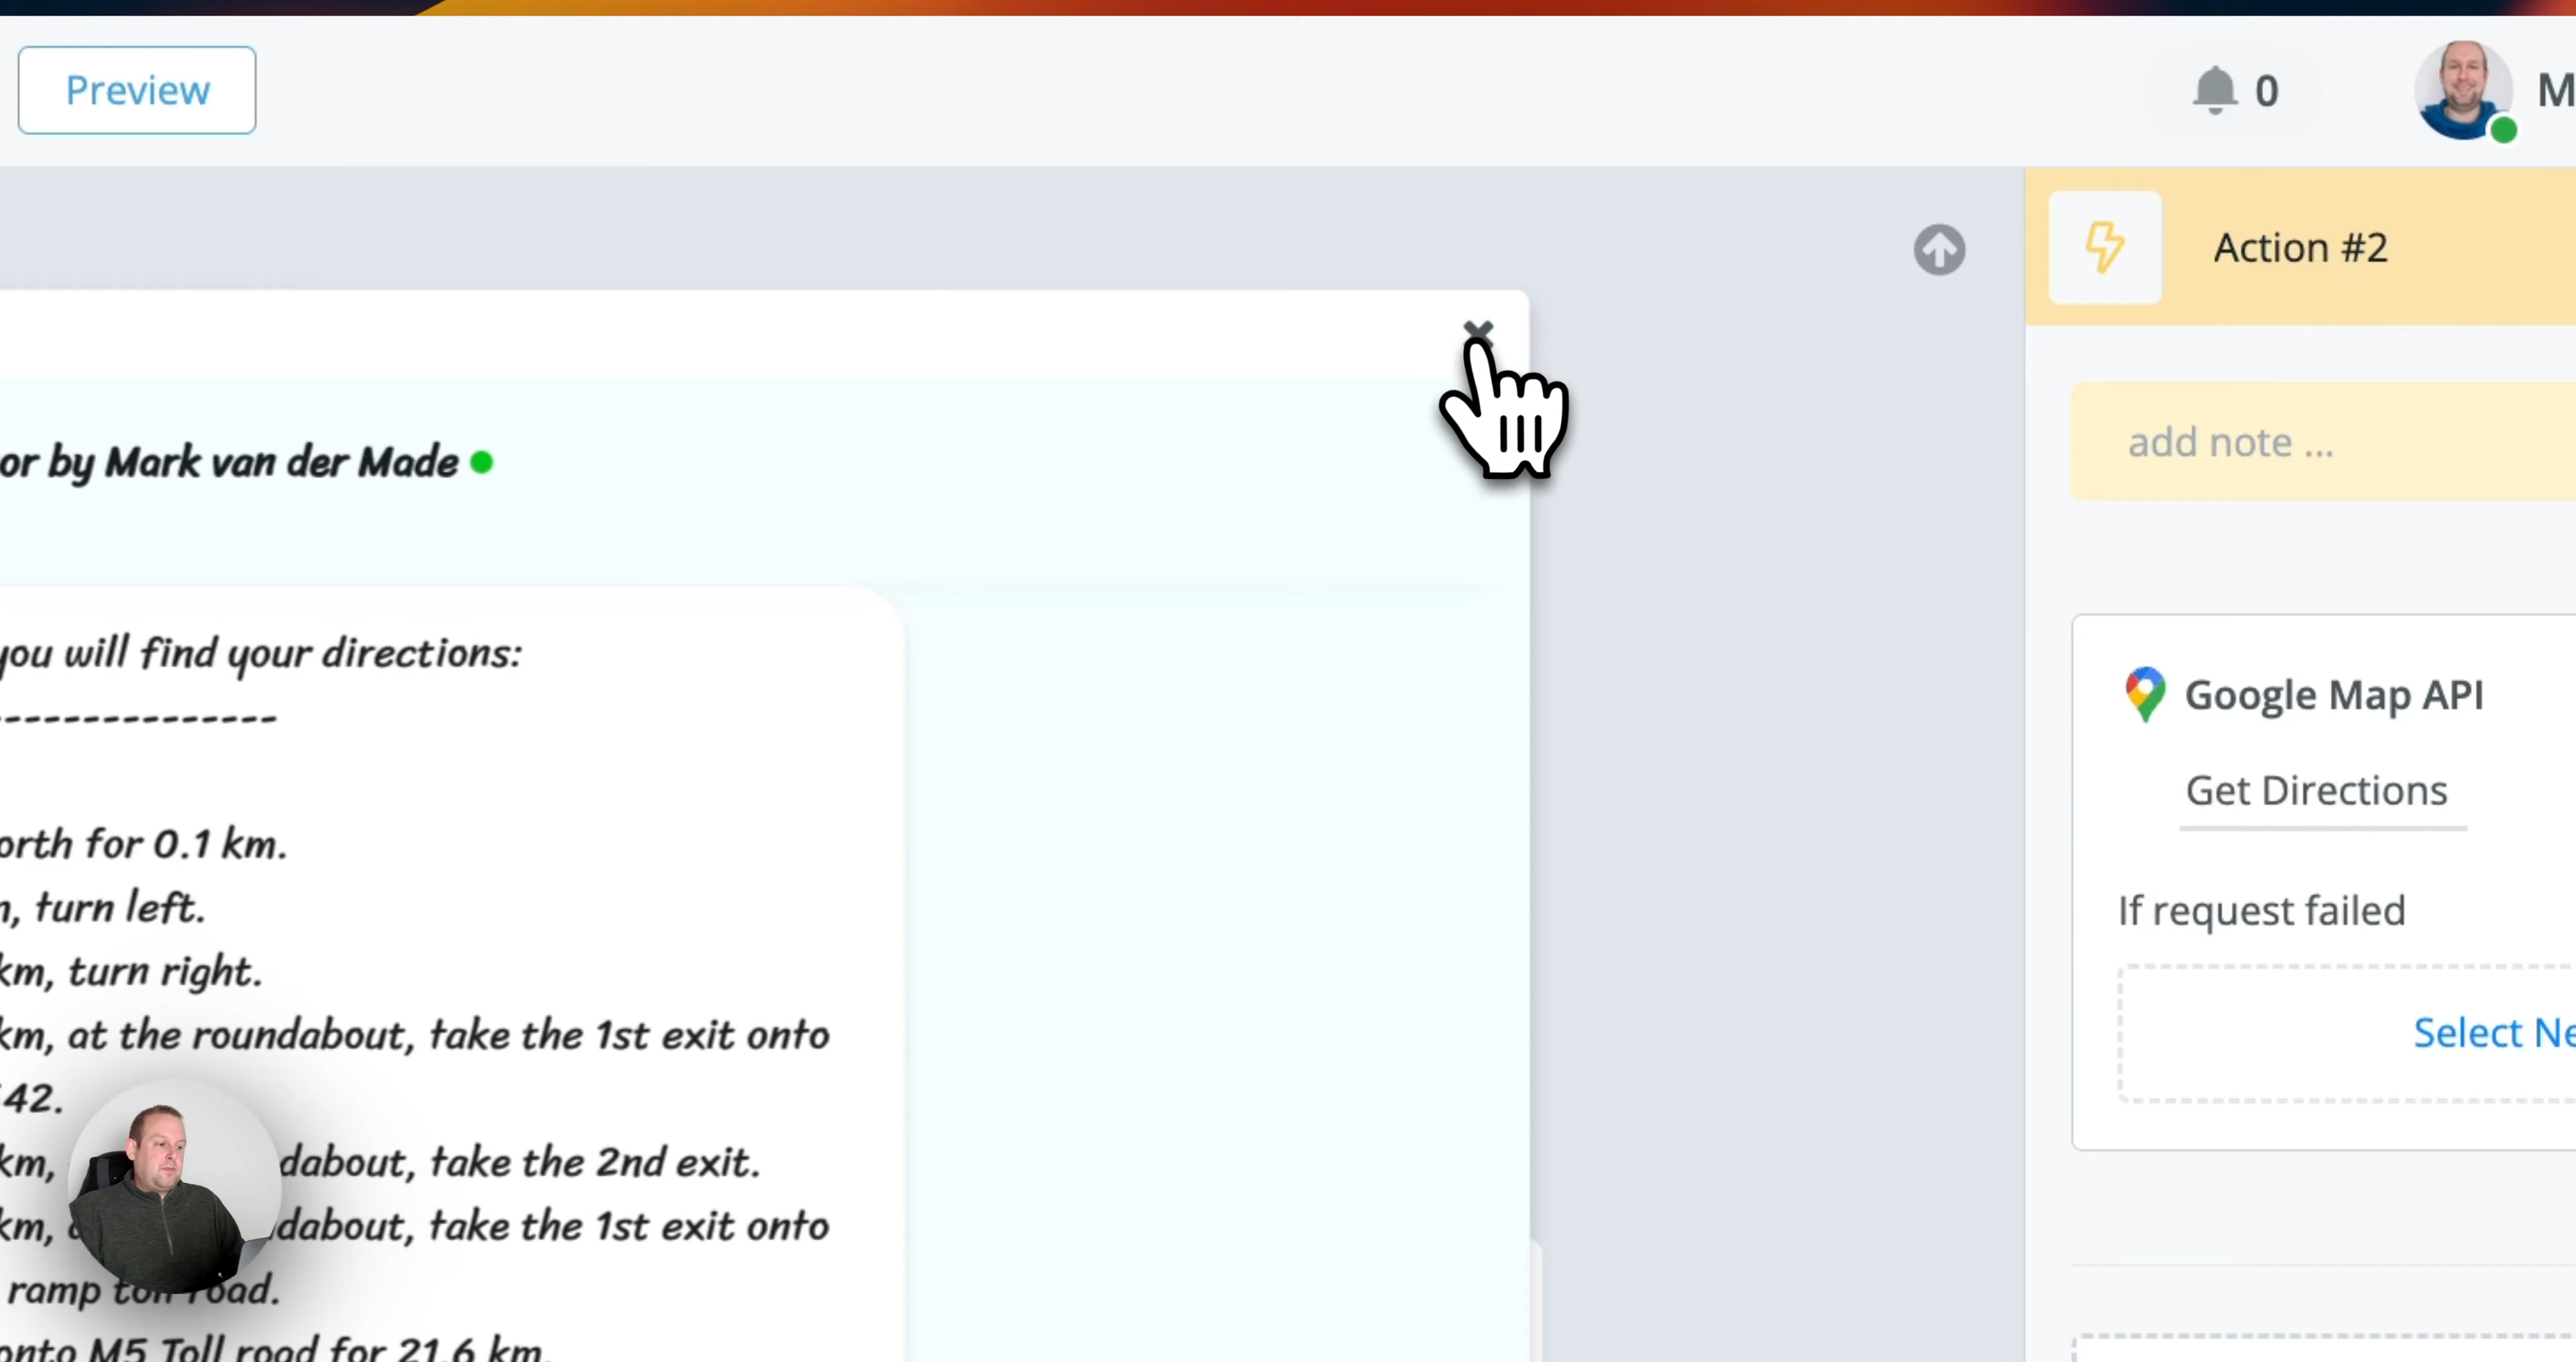 Preview
0
M
Action #2
or by Mark van der Made
add note ...
you will find your directions:
---------------
Google Map API
Get Directions
orth for 0.1 km.
n, turn left.
If request failed
km, turn right.
km, at the roundabout, take the 1st exit onto
Select Ne
42.
km, dabout, take the 2nd exit.
km, dabout, take the 1st exit onto
ramp toll road.
onto M5 Toll road for 21.6 km.